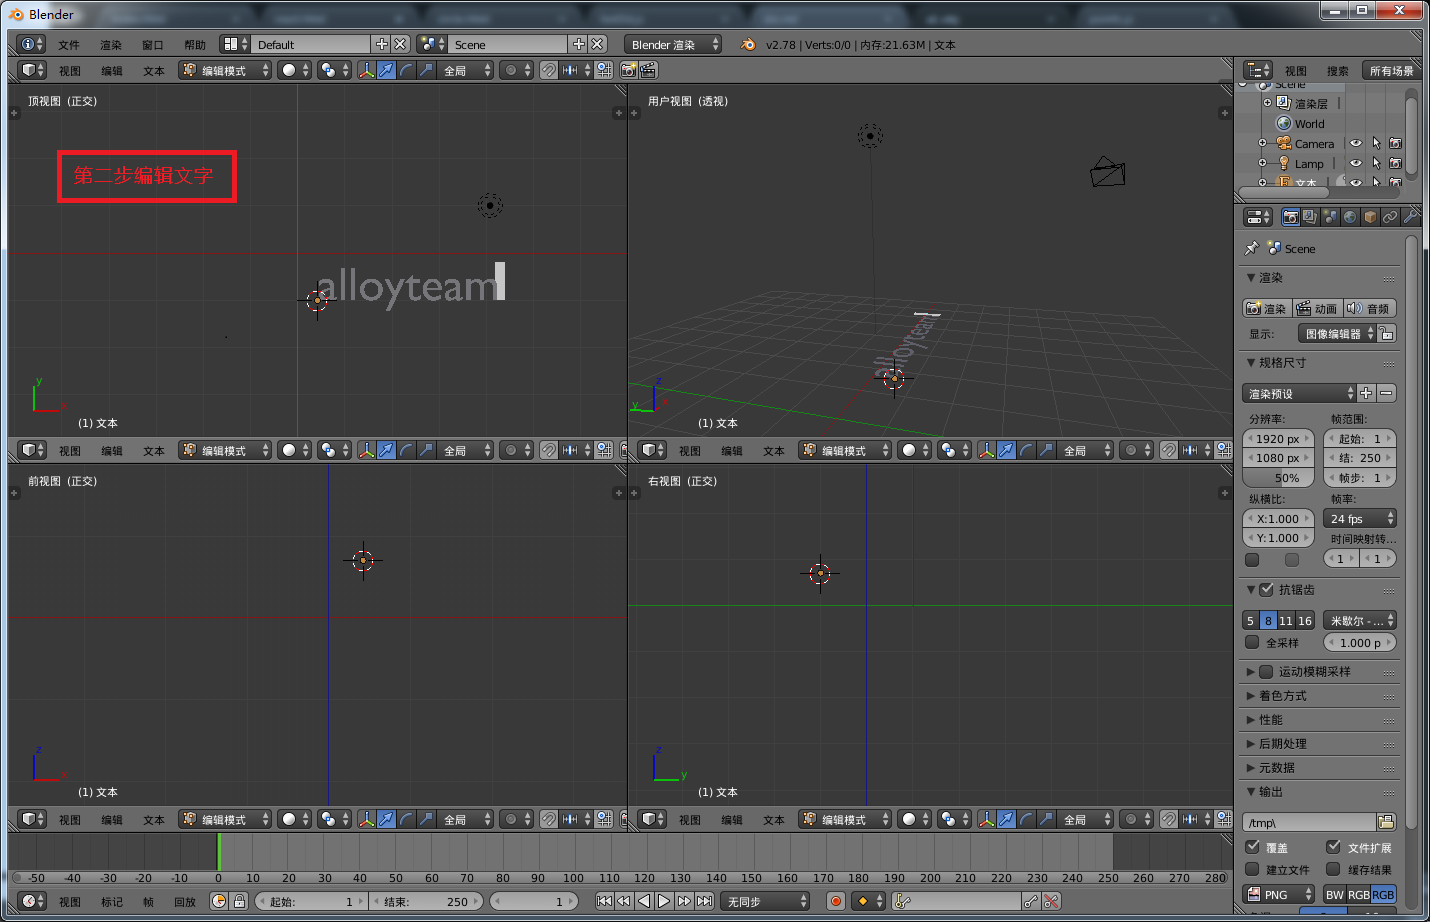 Blender
文件 渲染 窗口 帮助 Default Scene Blender 渲染 v2.78 | Verts:0/0 | 内存:21.63M | 文本
视图 编辑 文本 编辑模式 全局
视图 搜索 所有场景
顶视图 (正交)
第二步编辑文字
alloyteam
y
x
(1) 文本
用户视图 (透视)
alloyteam
z
y
x
(1) 文本
视图 编辑 文本 编辑模式 全局
视图 编辑 文本 编辑模式 全局
前视图 (正交)
z
x
(1) 文本
右视图 (正交)
z
y
(1) 文本
视图 编辑 文本 编辑模式 全局
视图 编辑 文本 编辑模式 全局
Scene
渲染层
World
Camera
Lamp
文本
Scene
渲染
渲染 动画 音频
显示: 图像编辑器
规格尺寸
渲染预设
分辨率: 帧范围:
1920 px 起始: 1
1080 px 结: 250
50% 帧步: 1
纵横比: 帧率:
X:1.000 24 fps
Y:1.000 时间映射转...
1 1
抗锯齿
5 8 11 16 米歇尔 - ...
全采样 1.000 p
运动模糊采样
着色方式
性能
后期处理
元数据
输出
/tmp\
覆盖 文件扩展
建立文件 缓存结果
PNG BW RGB RGB
-50 -40 -30 -20 -10 0 10 20 30 40 50 60 70 80 90 100 110 120 130 140 150 160 170 180 190 200 210 220 230 240 250 260 270 280
视图 标记 帧 回放 起始: 1 结束: 250 1 无同步